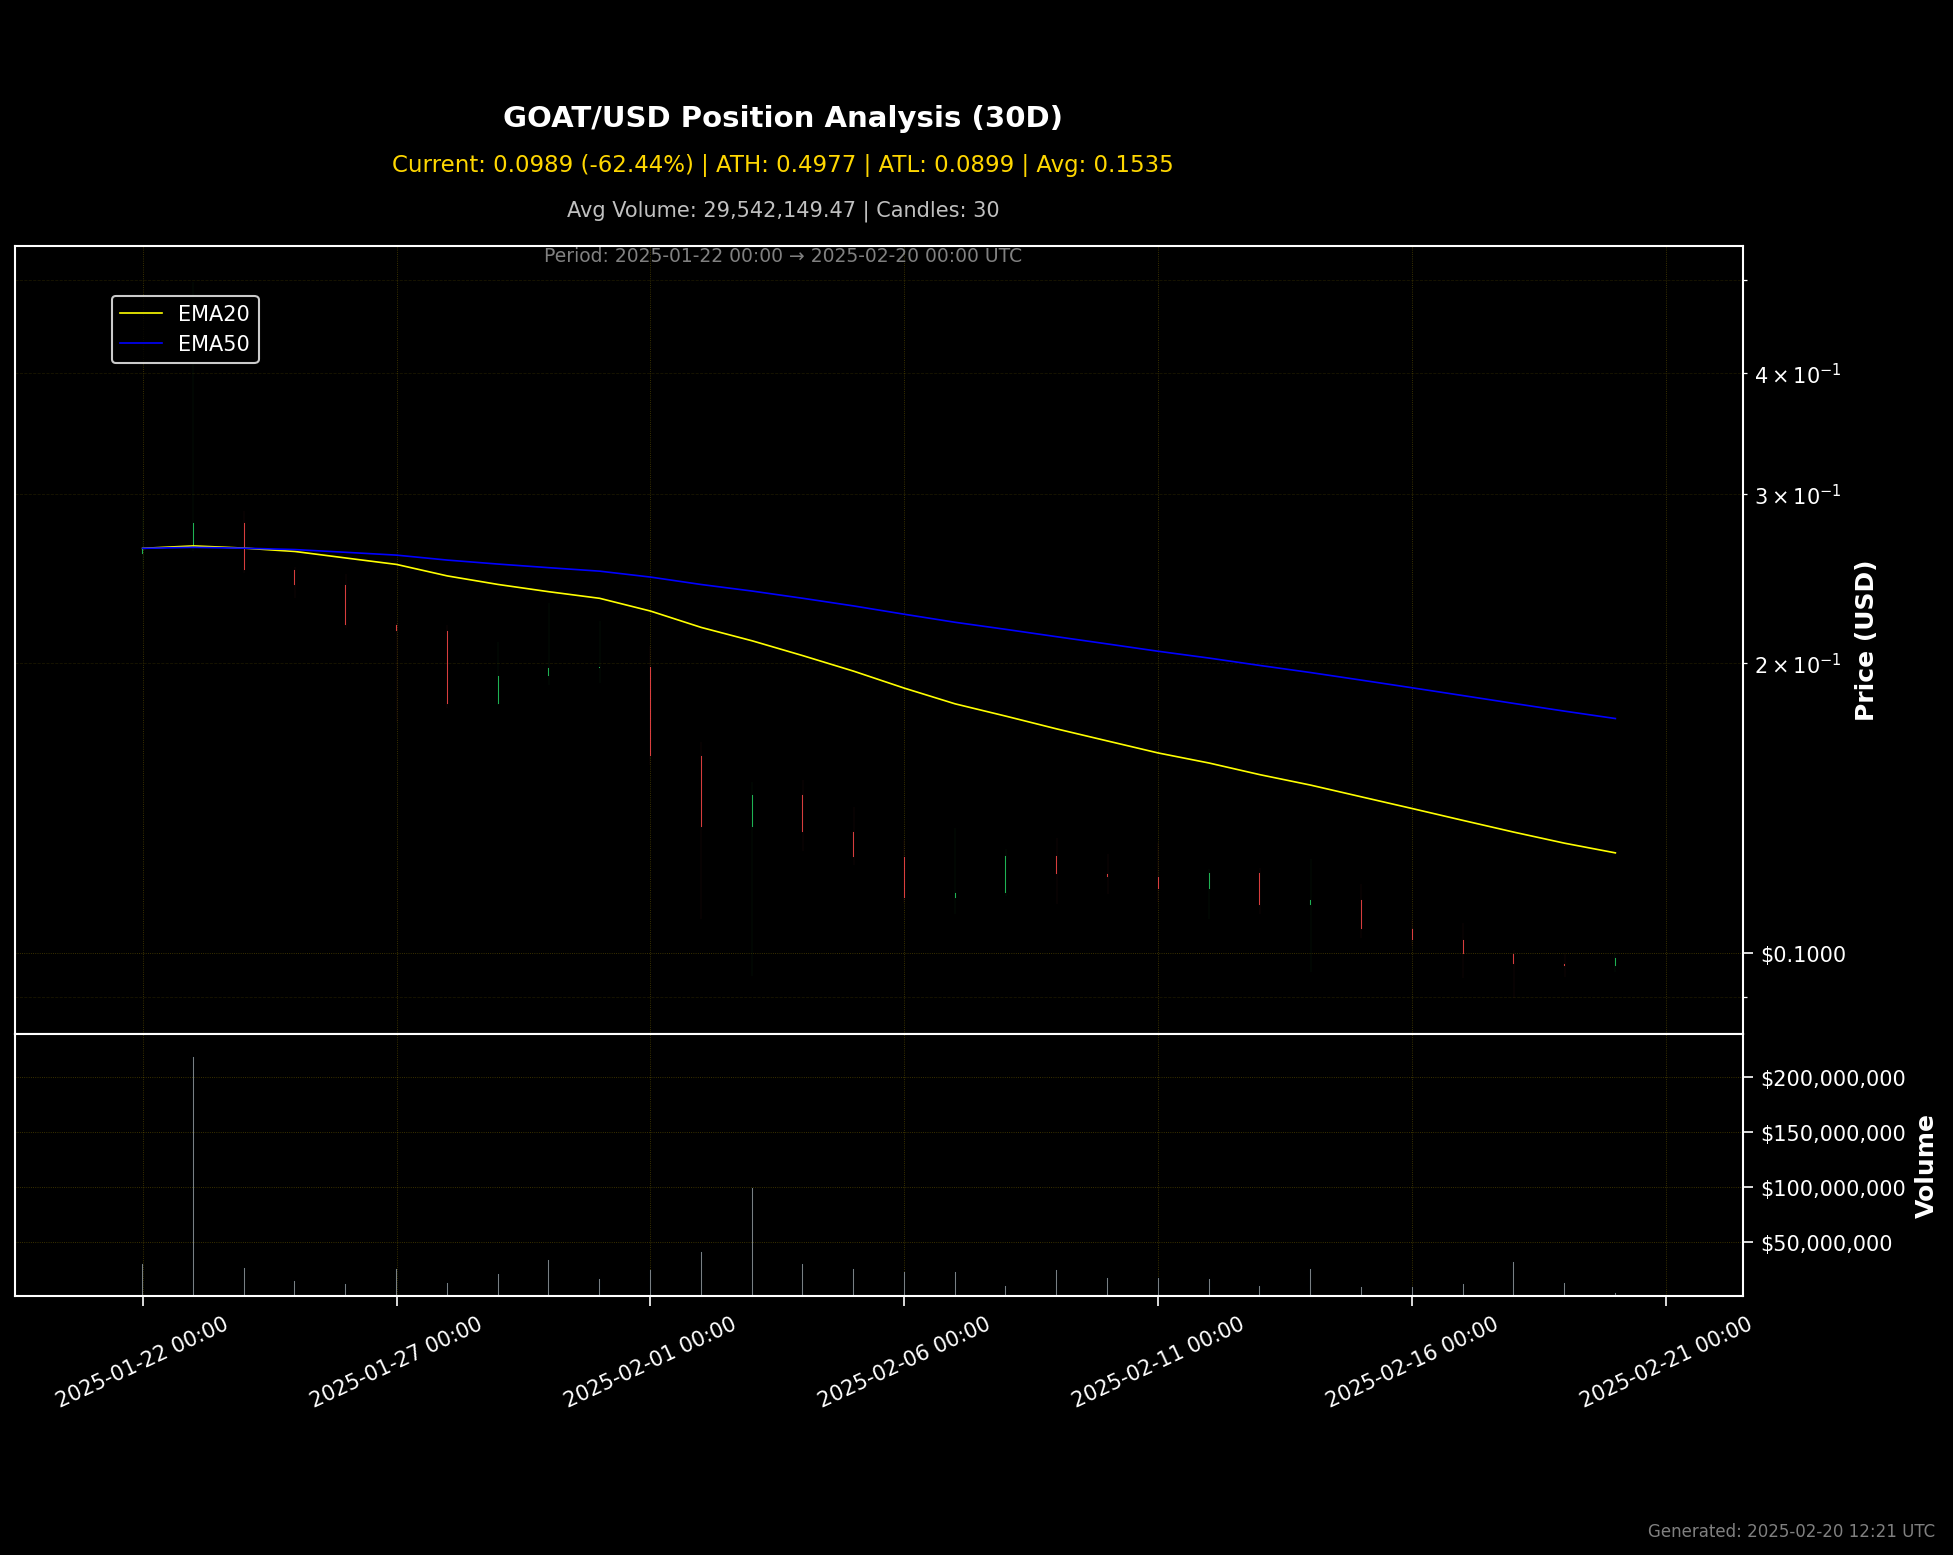 GOAT/USD Position Analysis (30D)
Current: 0.0989 (-62.44%) | ATH: 0.4977 | ATL: 0.0899 | Avg: 0.1535
Avg Volume: 29,542,149.47 | Candles: 30
Period: 2025-01-22 00:00 → 2025-02-20 00:00 UTC
EMA20
EMA50
4 × 10⁻¹
3 × 10⁻¹
2 × 10⁻¹
$0.1000
Price (USD)
$200,000,000
$150,000,000
$100,000,000
$50,000,000
Volume
2025-01-22 00:00
2025-01-27 00:00
2025-02-01 00:00
2025-02-06 00:00
2025-02-11 00:00
2025-02-16 00:00
2025-02-21 00:00
Generated: 2025-02-20 12:21 UTC